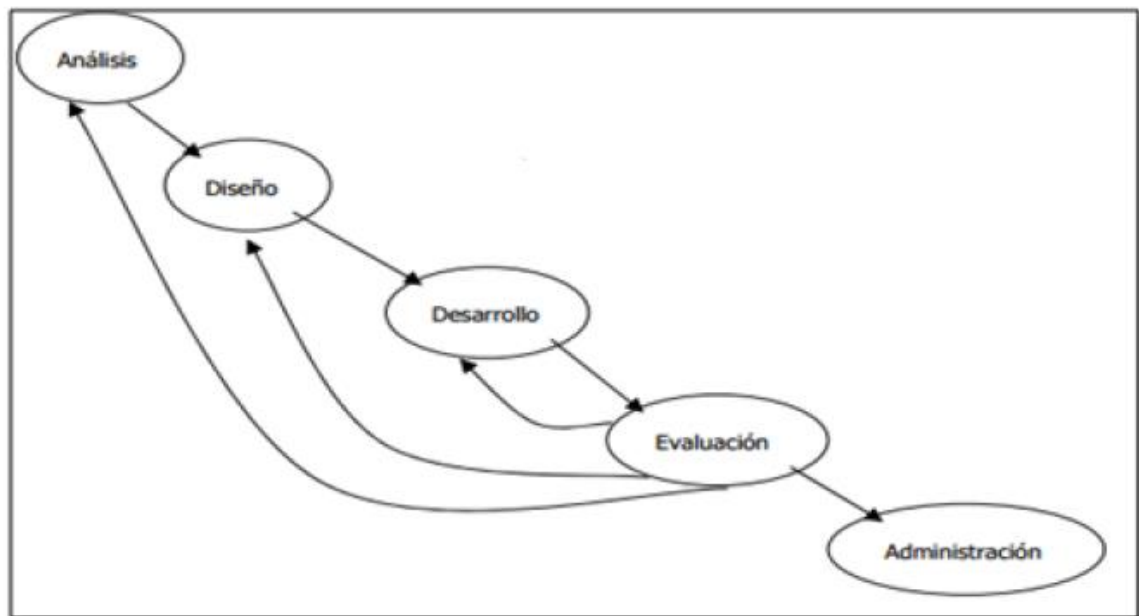 Análisis
Diseño
Desarrollo
Evaluación
Administración